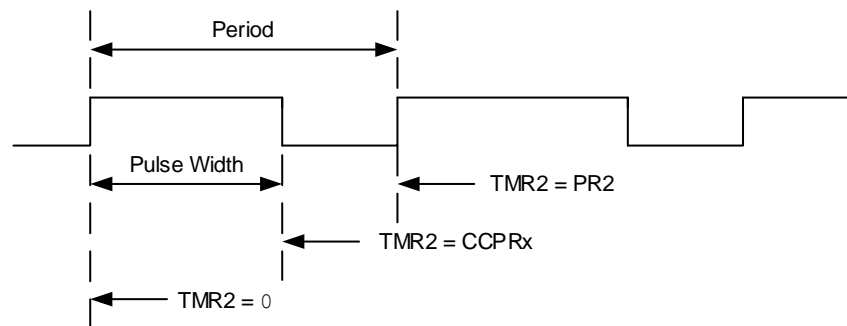 Period
Pulse Width
TMR2 = PR2
TMR2 = CCPRx
TMR2 = 0